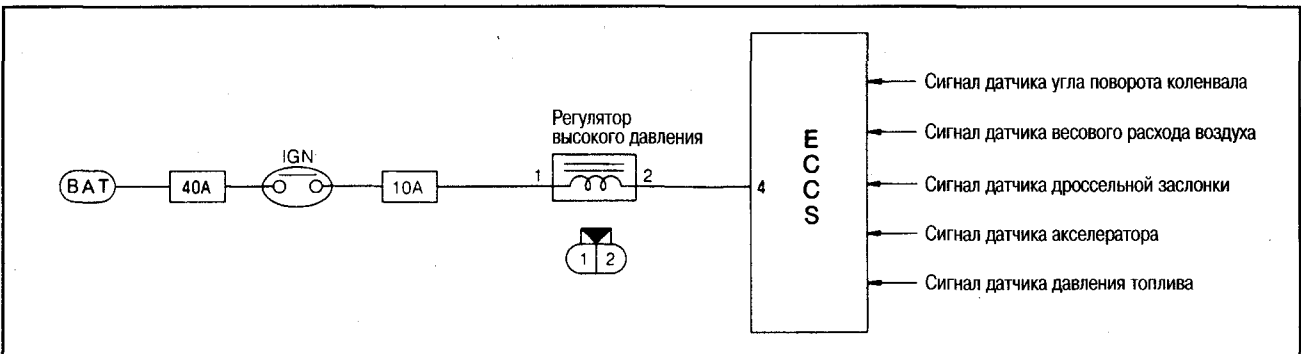 Сигнал датчика угла поворота коленвала
Регулятор
высокого давления
Сигнал датчика весового расхода воздуха
IGN
BAT
40A
10A
1
2
4
E
C
C
S
Сигнал датчика дроссельной заслонки
1
2
Сигнал датчика акселератора
Сигнал датчика давления топлива